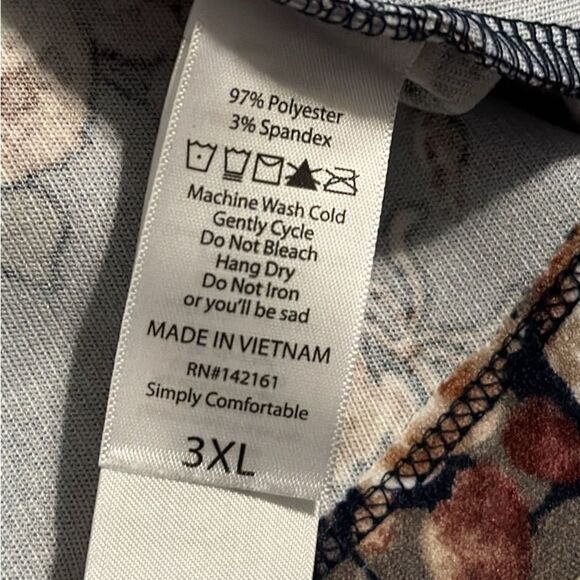 97% Polyester
3% Spandex
Machine Wash Cold
Gently Cycle
Do Not Bleach
Hang Dry
Do Not Iron
or you'll be sad
MADE IN VIETNAM
RN#142161
Simply Comfortable
3XL